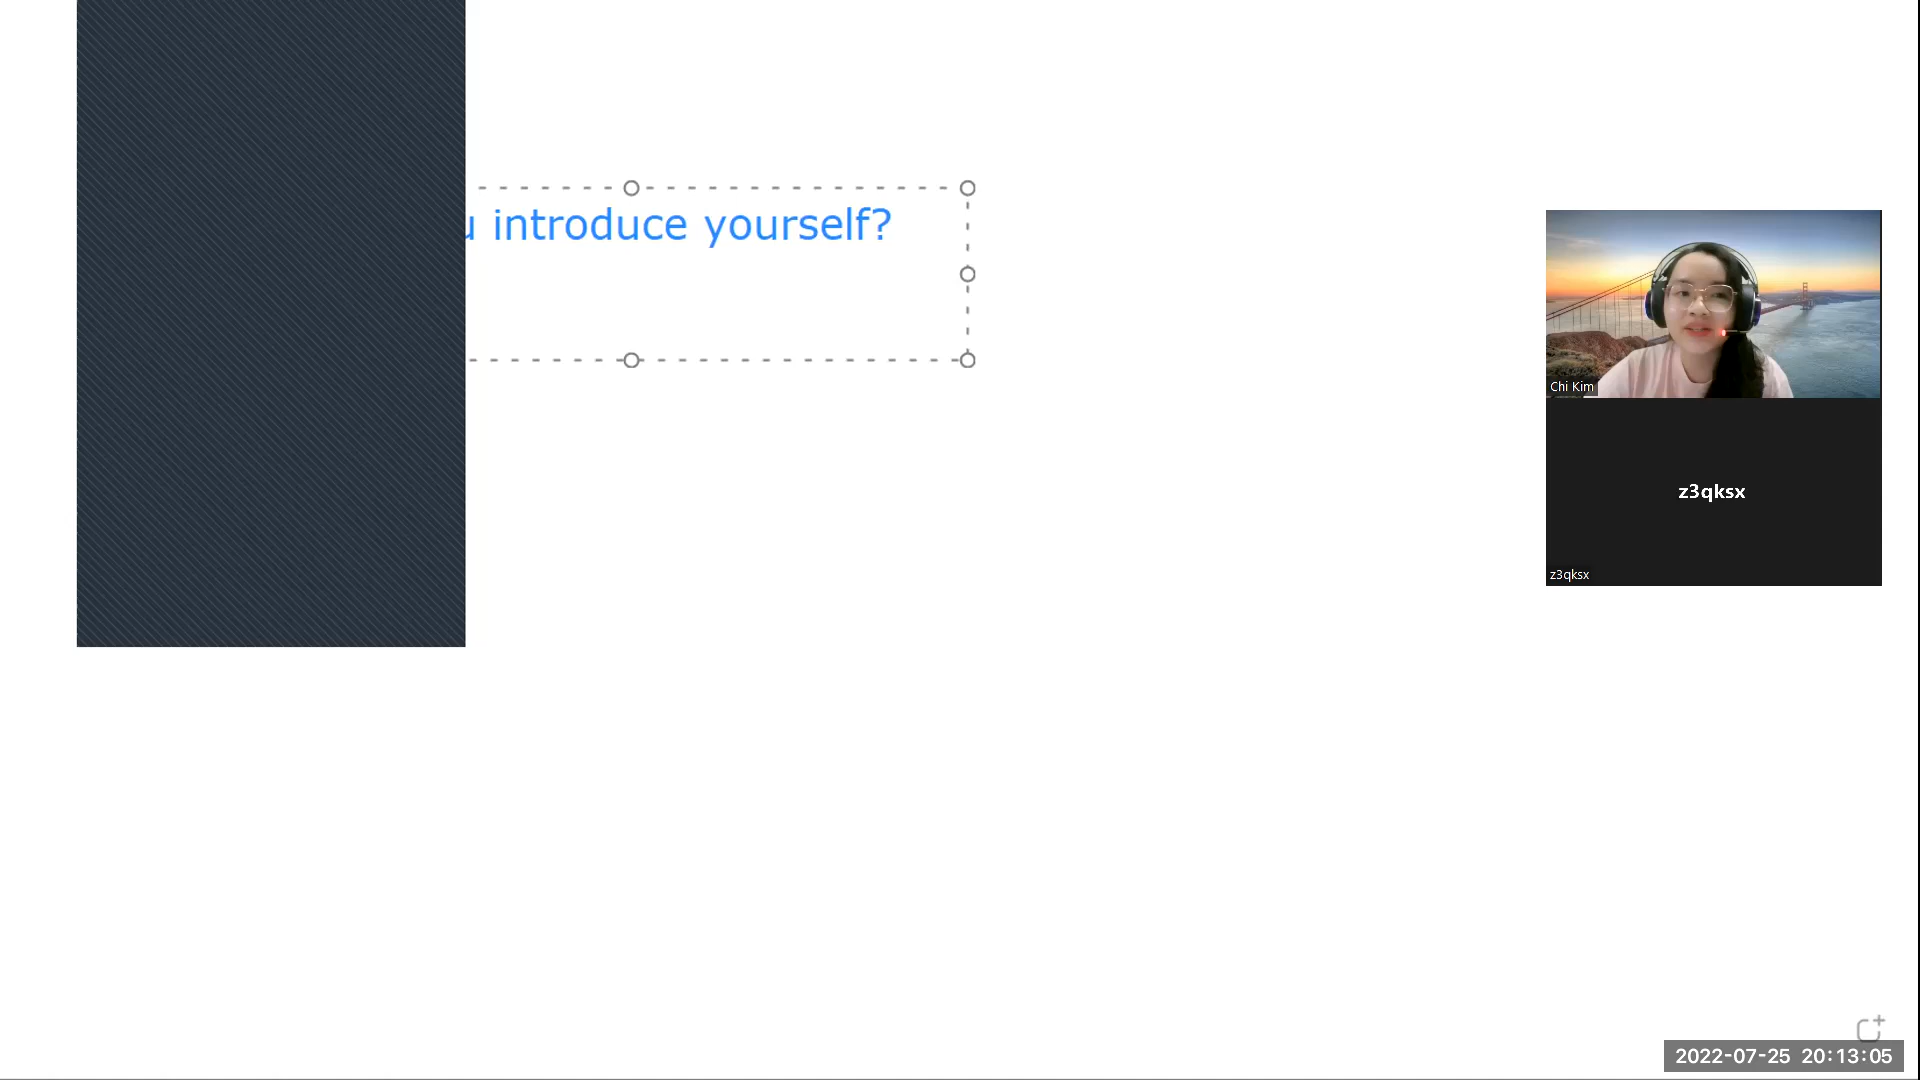 introduce yourself?
Chi Kim
z3qksx
z3qksx
2022-07-25 20:13:05